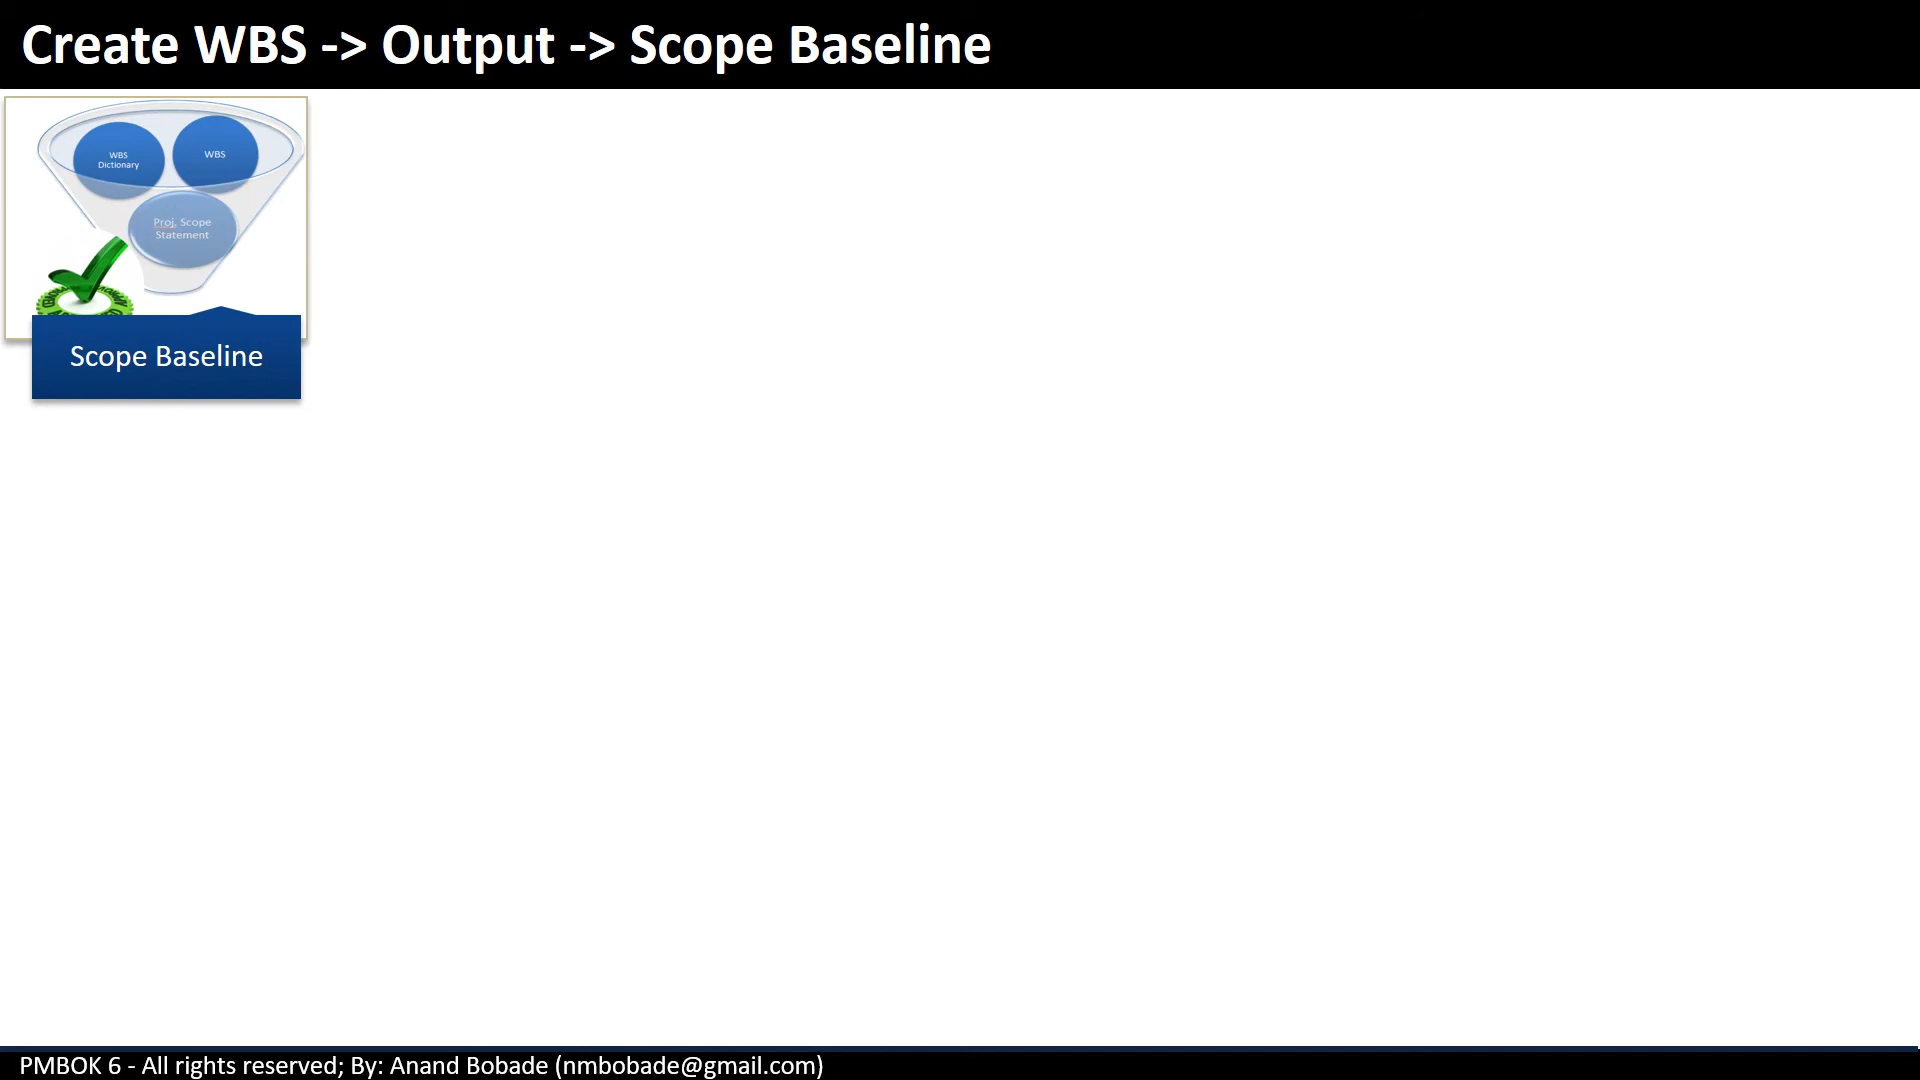 Create WBS -> Output -> Scope Baseline
WBS
Dictionary
WBS
Proj. Scope
Statement
Scope Baseline
PMBOK 6 - All rights reserved; By: Anand Bobade (nmbobade@gmail.com)